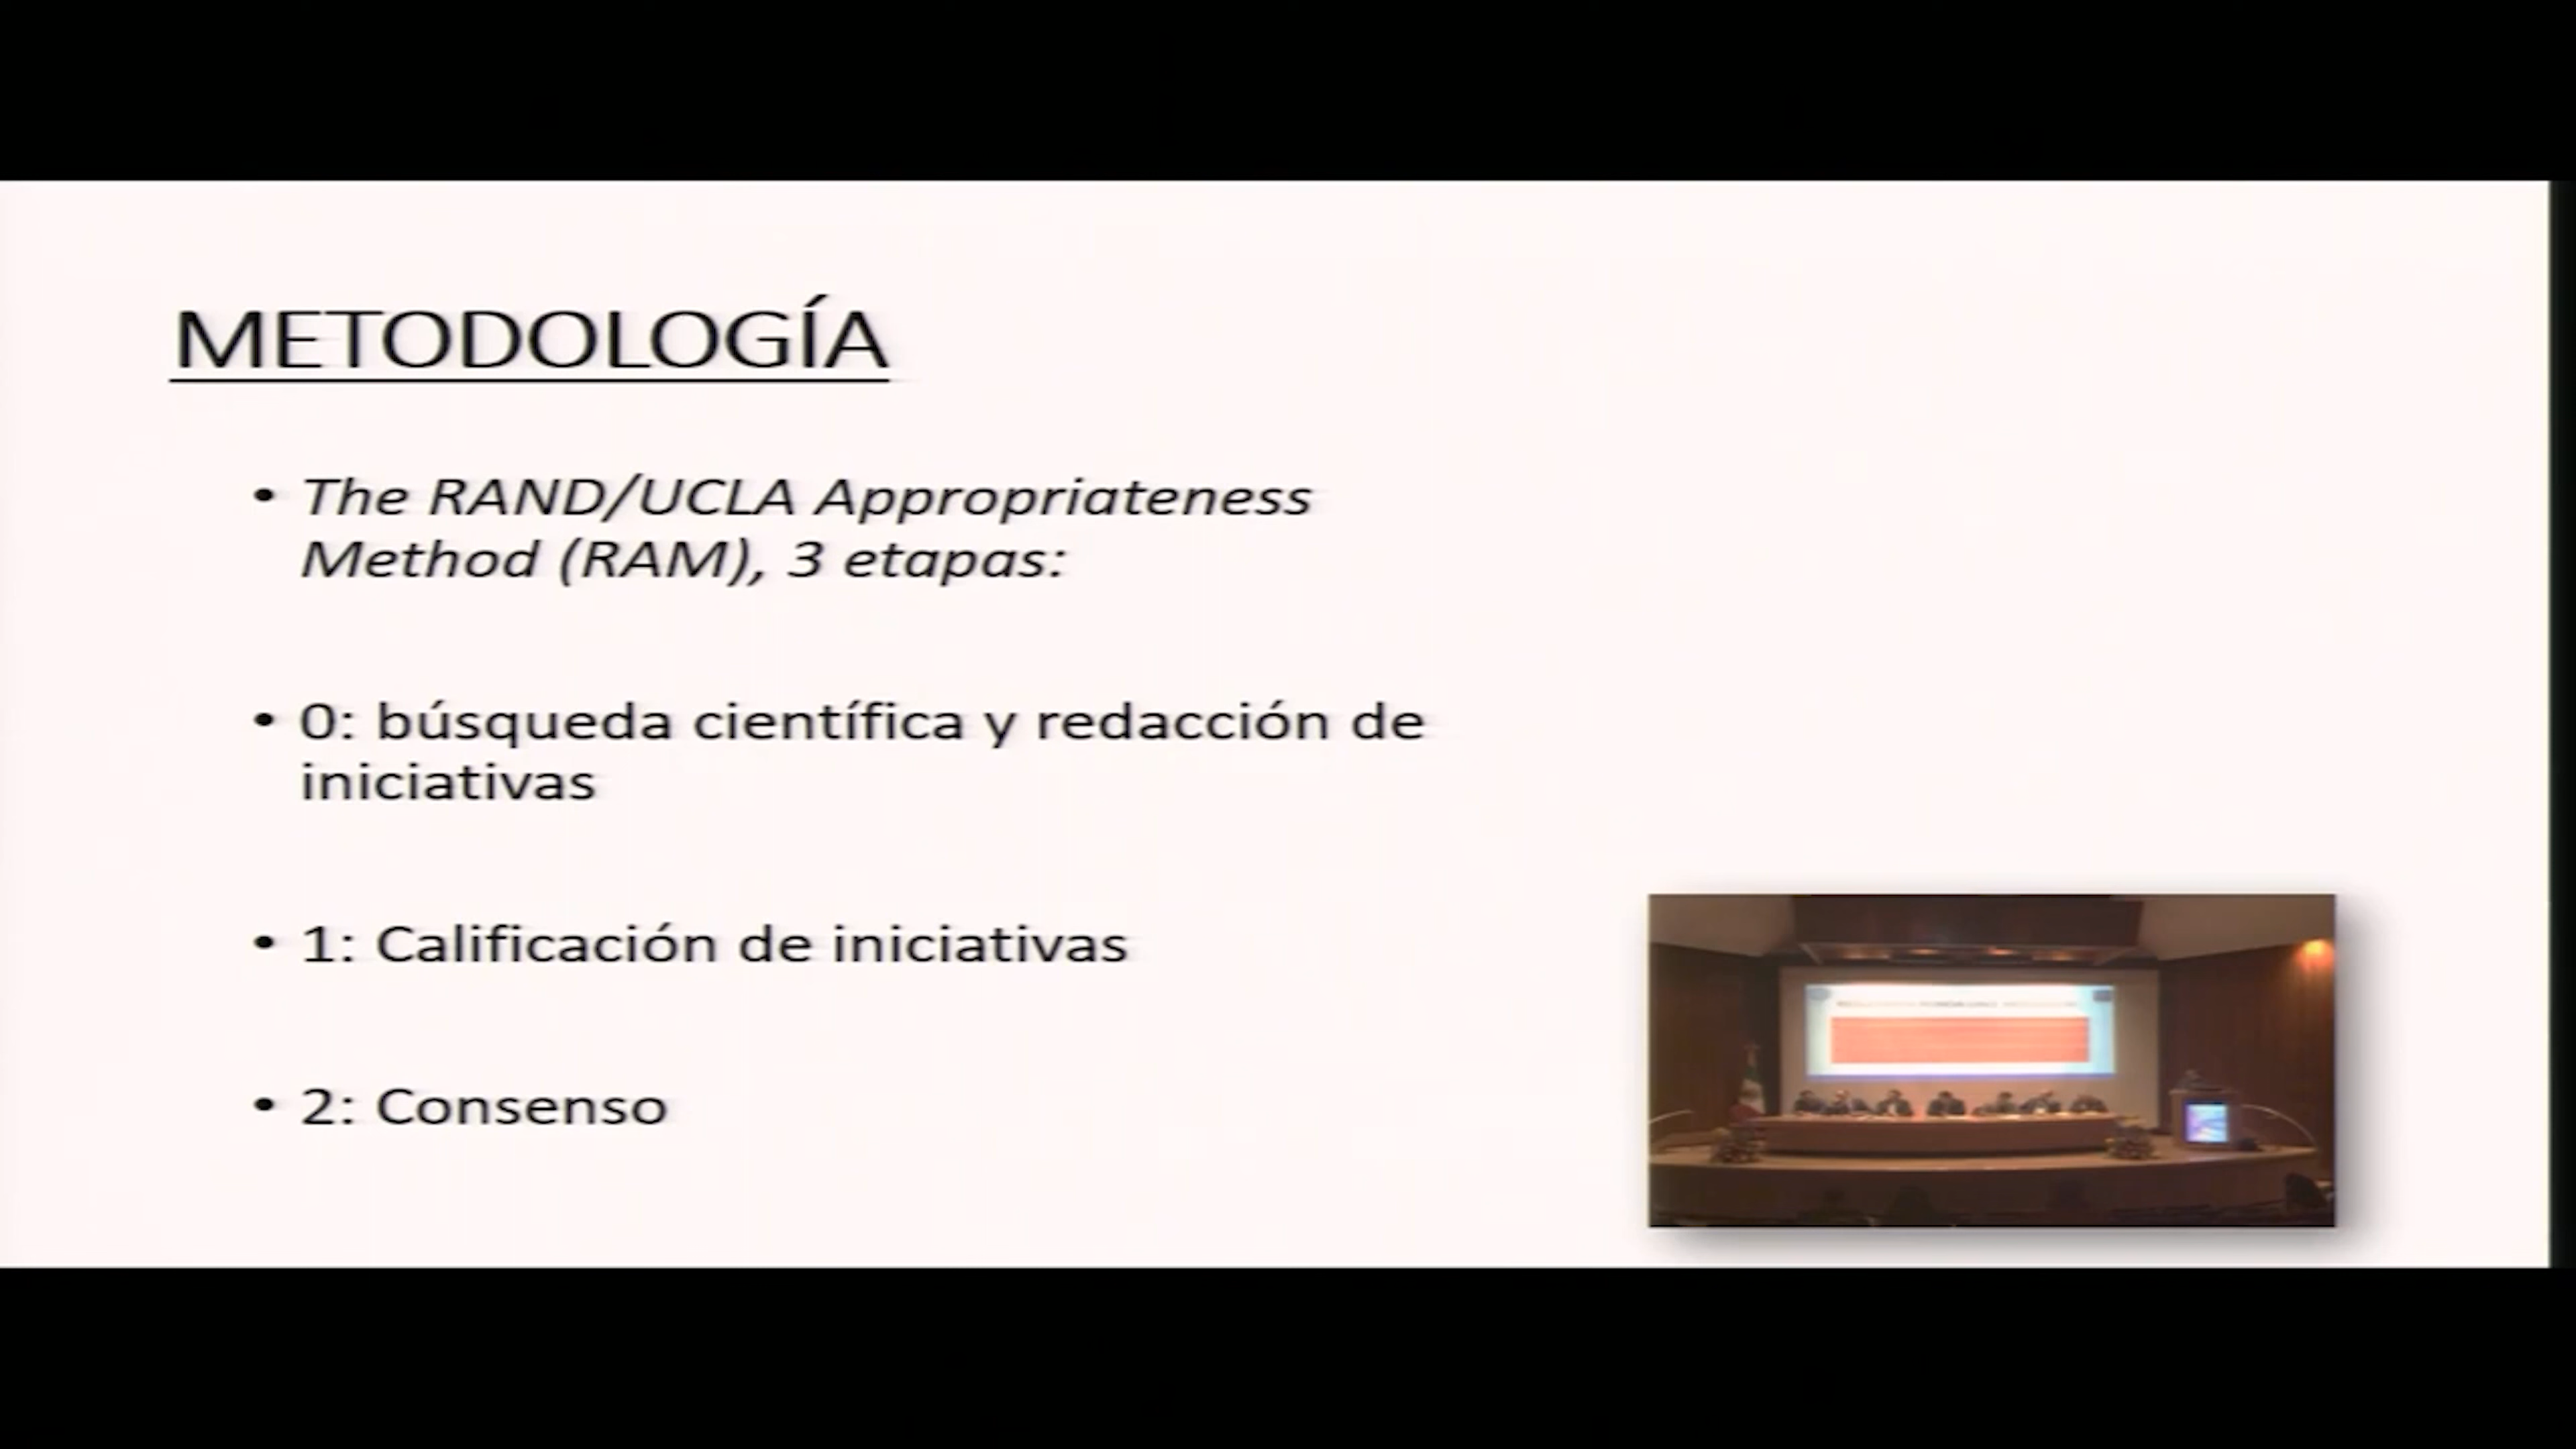 METODOLOGÍA
• The RAND/UCLA Appropriateness
Method (RAM), 3 etapas:
• 0: búsqueda científica y redacción de
iniciativas
• 1: Calificación de iniciativas
• 2: Consenso